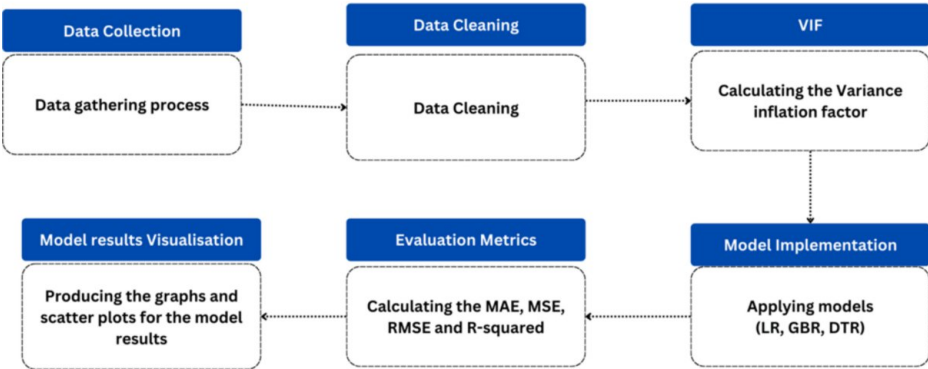 Data Collection
Data gathering process
Data Cleaning
Data Cleaning
VIF
Calculating the Variance
inflation factor
Model Implementation
Applying models
(LR, GBR, DTR)
Evaluation Metrics
Calculating the MAE, MSE,
RMSE and R-squared
Model results Visualisation
Producing the graphs and
scatter plots for the model
results